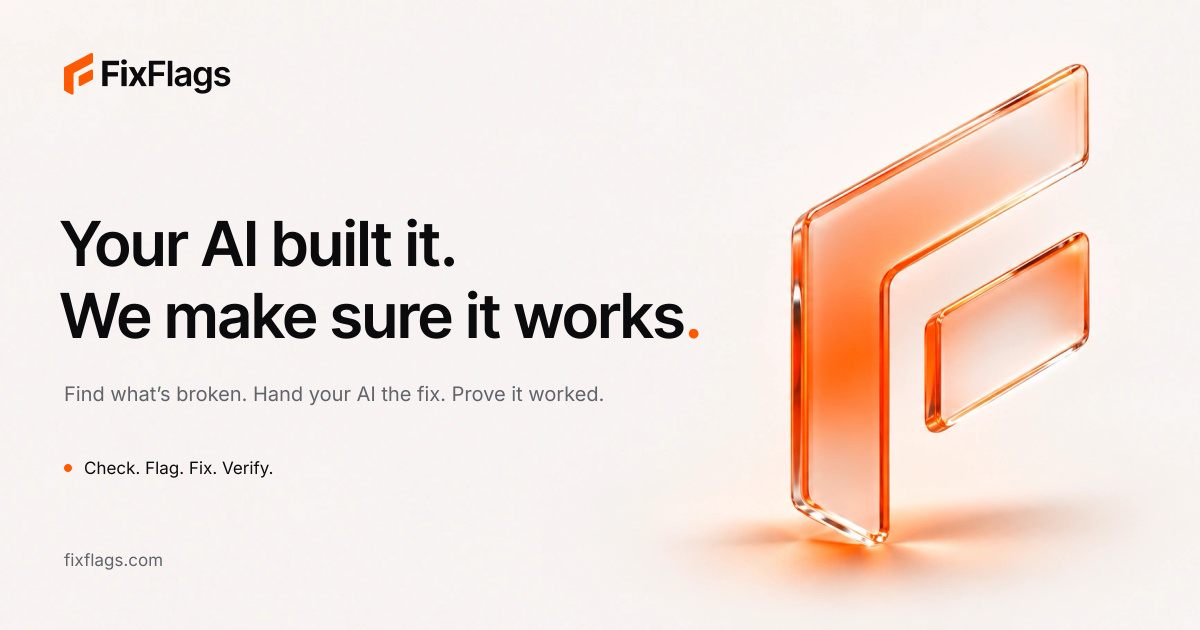 FixFlags
Your AI built it.
We make sure it works.
Find what’s broken. Hand your AI the fix. Prove it worked.
Check. Flag. Fix. Verify.
fixflags.com